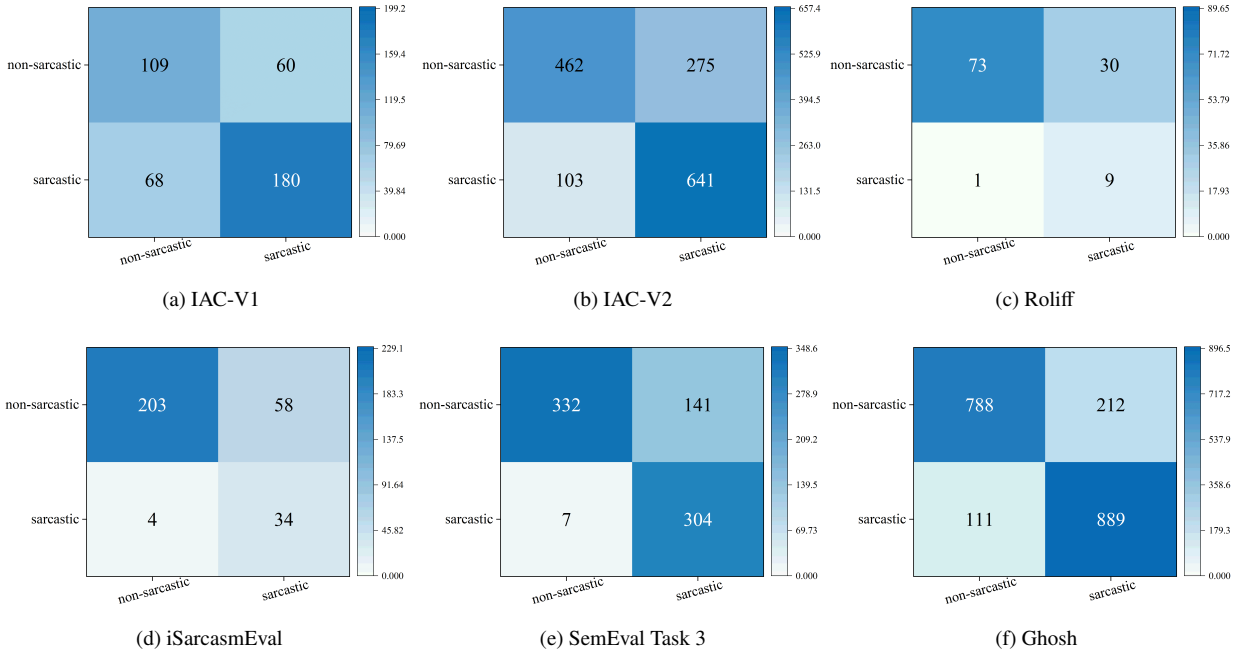 199.2
non-sarcastic 109 60 159.4
119.5
79.69
sarcastic 68 180 39.84
0.000
non-sarcastic sarcastic
(a) IAC-V1
657.4
non-sarcastic 462 275 525.9
394.5
263.0
sarcastic 103 641 131.5
0.000
non-sarcastic sarcastic
(b) IAC-V2
89.65
non-sarcastic 73 30 71.72
53.79
35.86
sarcastic 1 9 17.93
0.000
non-sarcastic sarcastic
(c) Roliff
229.1
non-sarcastic 203 58 183.3
137.5
91.64
sarcastic 4 34 45.82
0.000
non-sarcastic sarcastic
(d) iSarcasmEval
348.6
non-sarcastic 332 141 278.9
209.2
139.5
sarcastic 7 304 69.73
0.000
non-sarcastic sarcastic
(e) SemEval Task 3
896.5
non-sarcastic 788 212 717.2
537.9
358.6
sarcastic 111 889 179.3
0.000
non-sarcastic sarcastic
(f) Ghosh